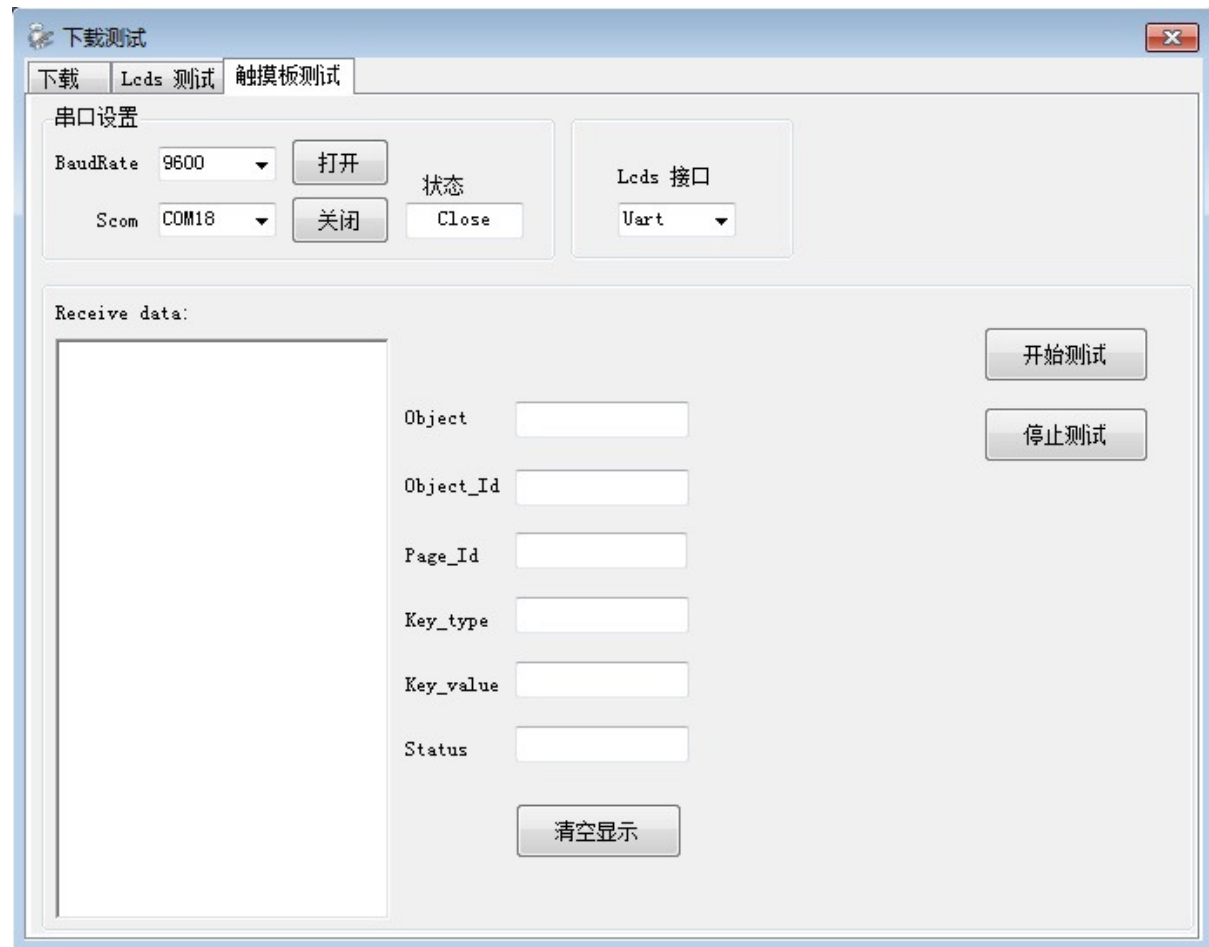 下载测试
下载 Lcds 测试 触摸板测试
串口设置
BaudRate 9600 打开
状态
Lcds 接口
Scom COM18 关闭 Close Uart
Receive data:
开始测试
Object
停止测试
Object_Id
Page_Id
Key_type
Key_value
Status
清空显示